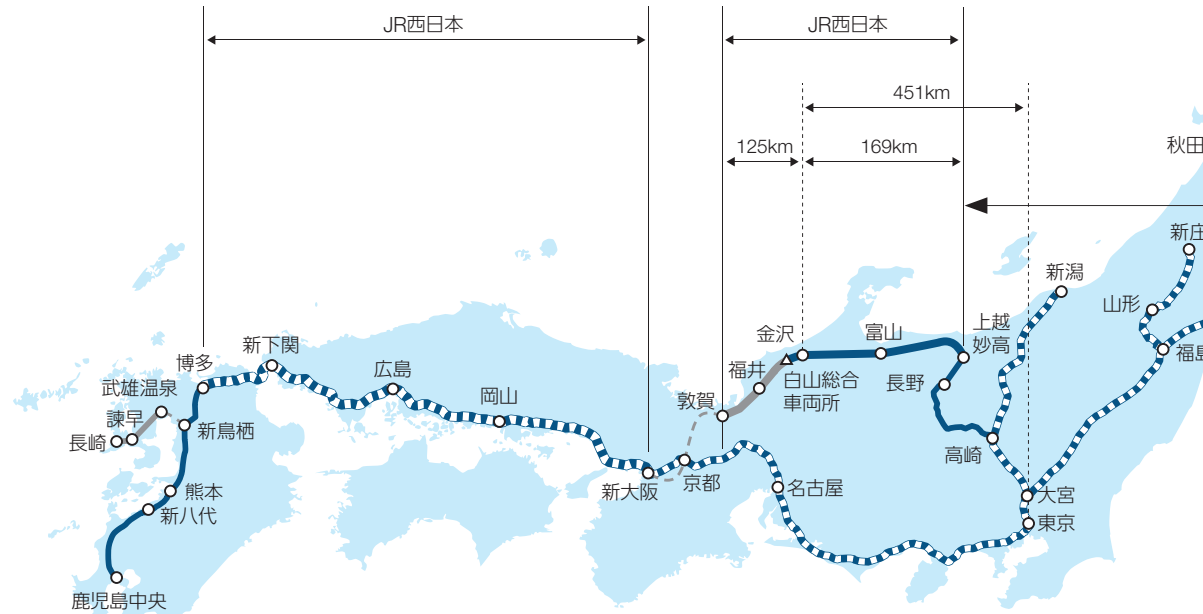 JR西日本
JR西日本
451km
125km
169km
秋田
新庄
新潟
山形
上越
妙高
金沢
富山
福島
新下関
博多
広島
福井
白山総合
車両所
長野
武雄温泉
岡山
敦賀
諫早
長崎
新鳥栖
高崎
新大阪
京都
名古屋
大宮
熊本
新八代
東京
鹿児島中央